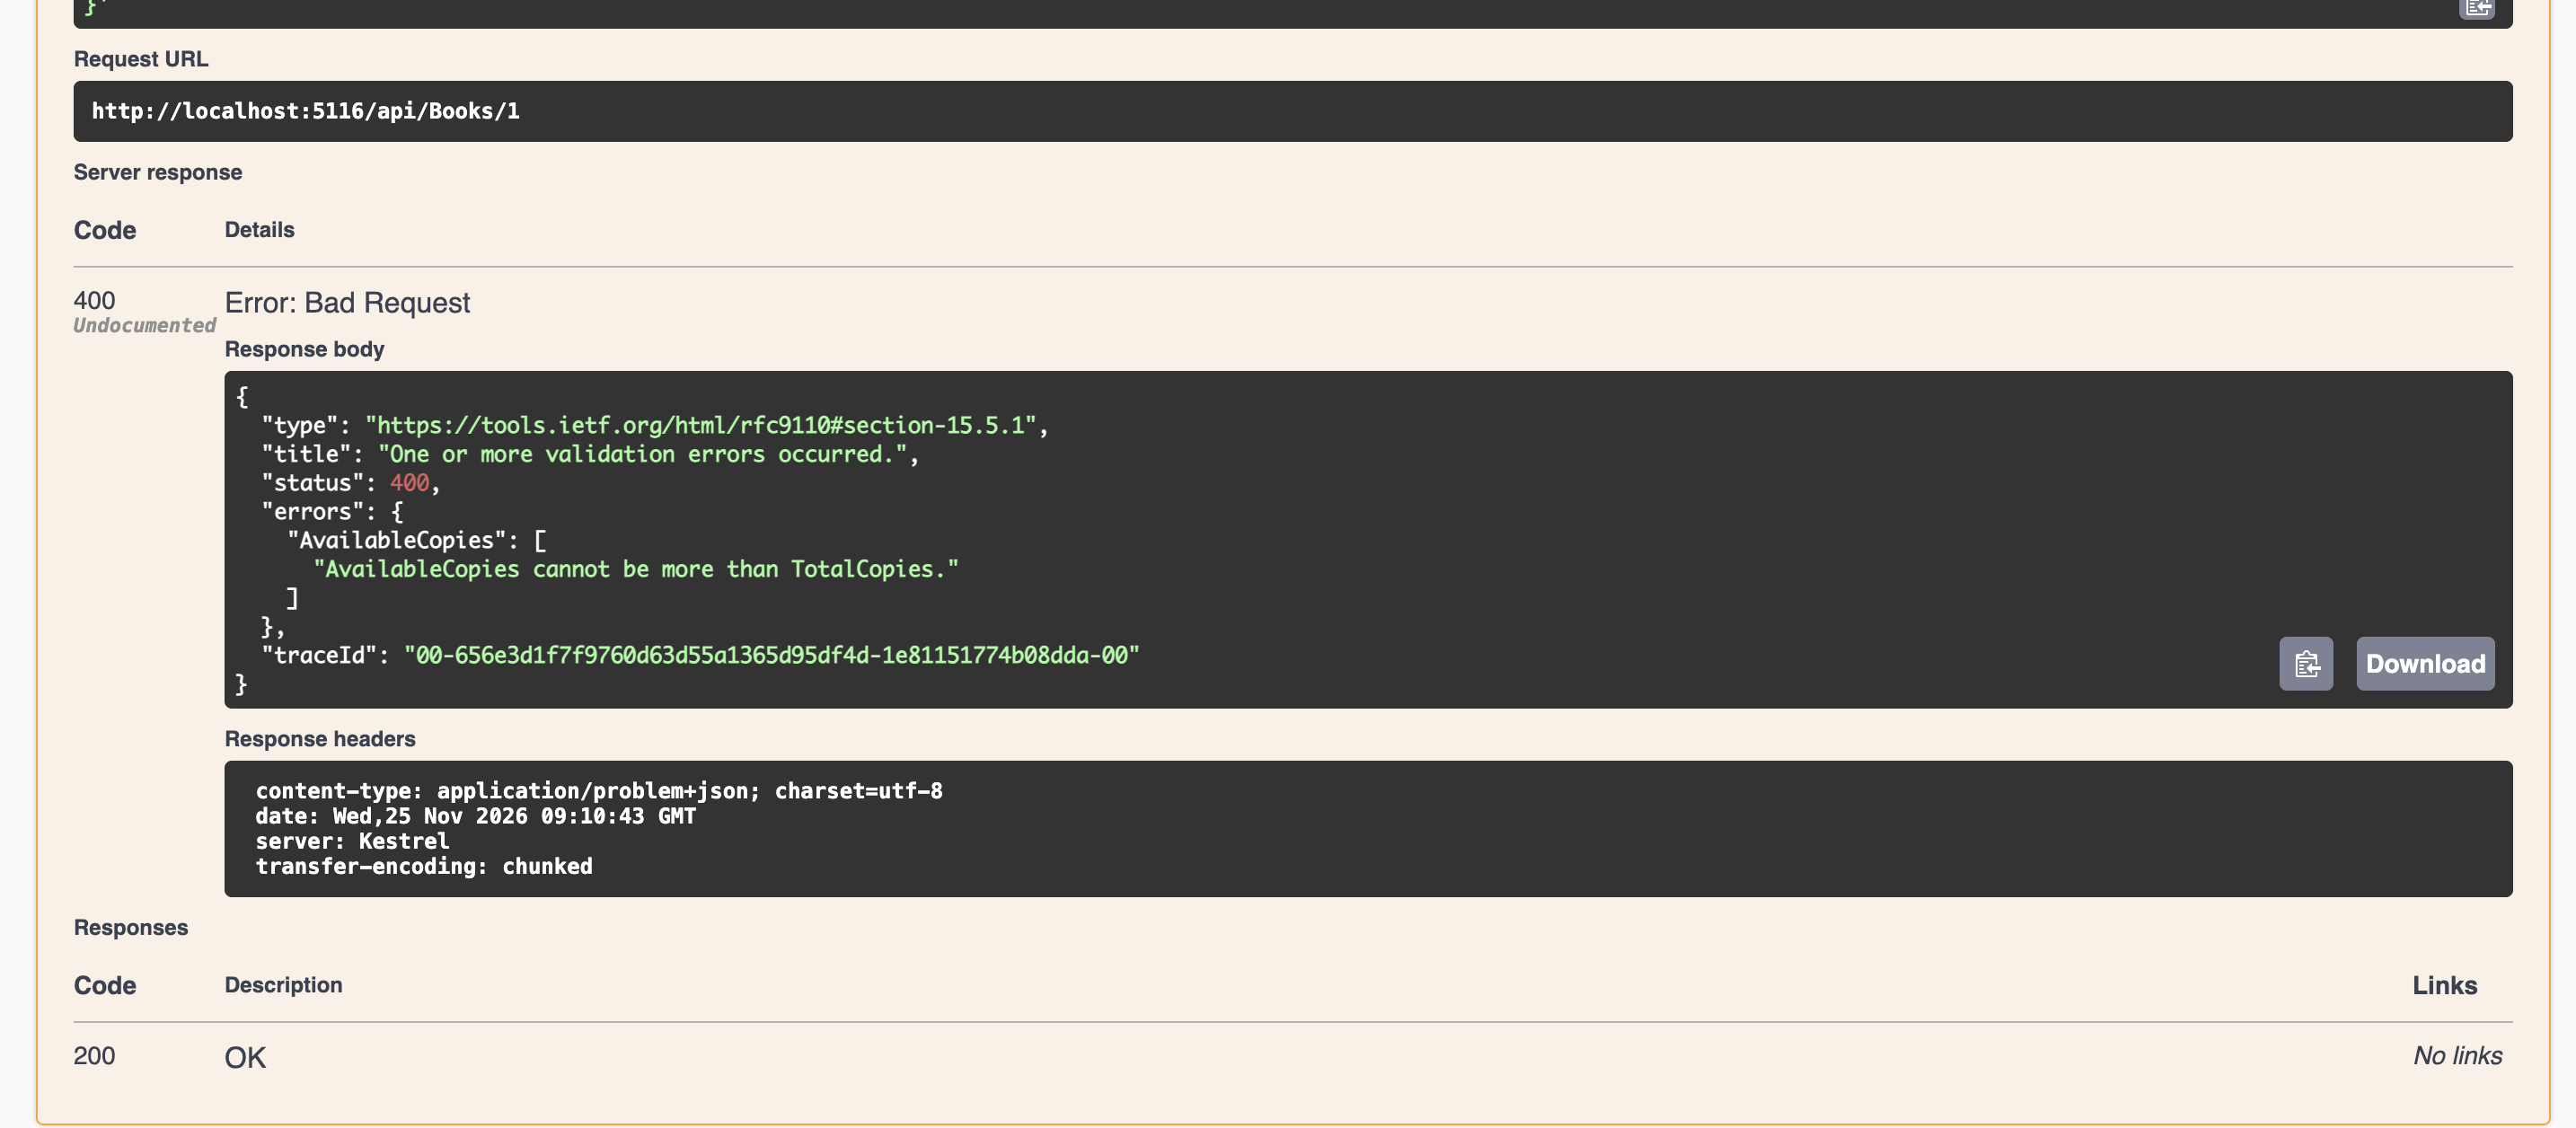 }'
Request URL
http://localhost:5116/api/Books/1
Server response
Code Details
400 Error: Bad Request
Undocumented
Response body
{
  "type": "https://tools.ietf.org/html/rfc9110#section-15.5.1",
  "title": "One or more validation errors occurred.",
  "status": 400,
  "errors": {
    "AvailableCopies": [
      "AvailableCopies cannot be more than TotalCopies."
    ]
  },
  "traceId": "00-656e3d1f7f9760d63d55a1365d95df4d-1e81151774b08dda-00"
}
Download
Response headers
content-type: application/problem+json; charset=utf-8
date: Wed,25 Nov 2026 09:10:43 GMT
server: Kestrel
transfer-encoding: chunked
Responses
Code Description Links
200 OK No links